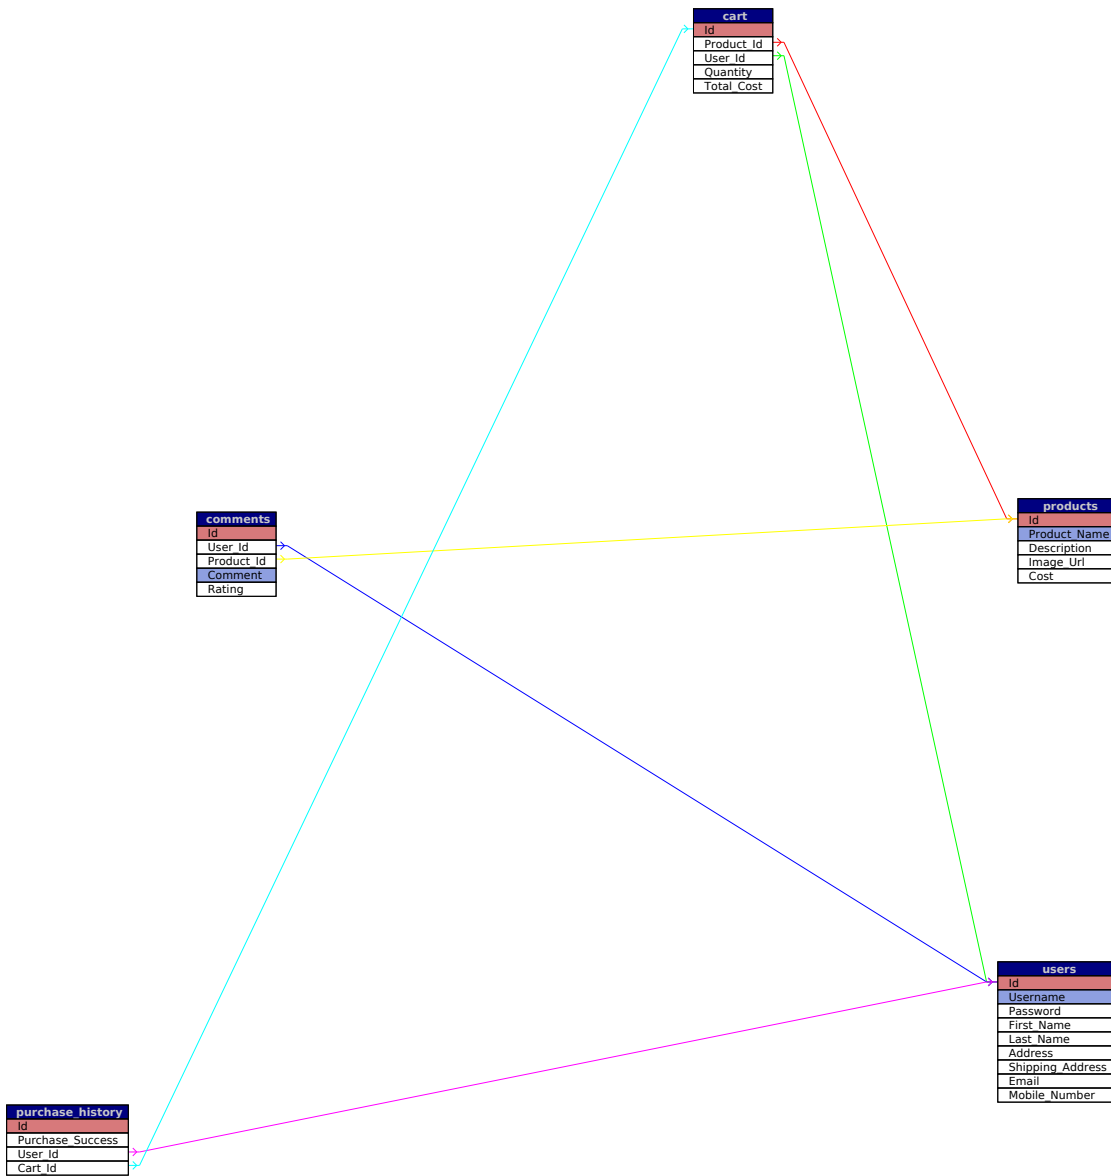 cart
Id
Product_Id
User_Id
Quantity
Total_Cost
comments
Id
User_Id
Product_Id
Comment
Rating
products
Id
Product_Name
Description
Image_Url
Cost
users
Id
Username
Password
First_Name
Last_Name
Address
Shipping_Address
Email
Mobile_Number
purchase_history
Id
Purchase_Success
User_Id
Cart_Id